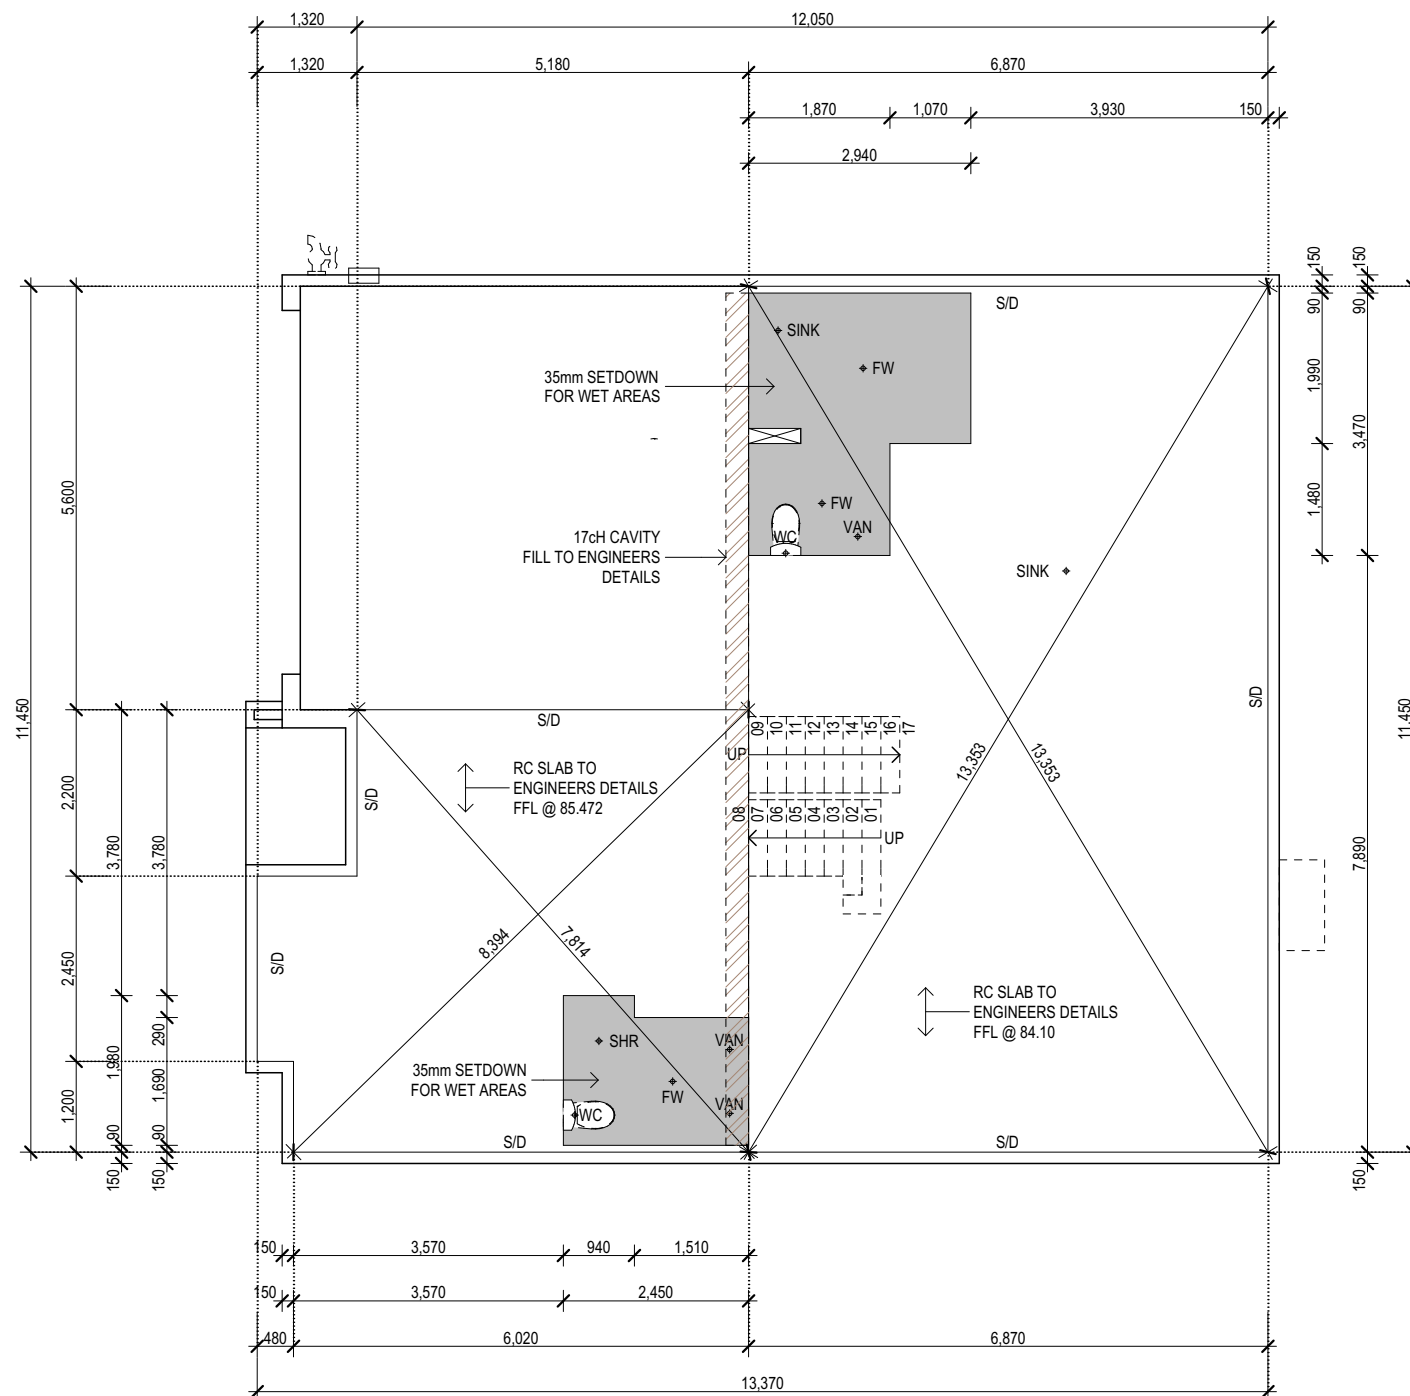 1,320
12,050
1,320
5,180
6,870
1,870
1,070
3,930
150
2,940
150
150
90
90
S/D
SINK
FW
35mm SETDOWN
FOR WET AREAS
1,990
3,470
1,480
5,600
FW
VAN
WC
17cH CAVITY
FILL TO ENGINEERS
DETAILS
SINK
11,450
11,450
S/D
S/D
09
10
11
12
13
14
15
16
17
UP
13,353
13,353
RC SLAB TO
ENGINEERS DETAILS
FFL @ 85.472
S/D
2,200
3,780
3,780
08
07
06
05
04
03
02
01
UP
7,890
8,394
7,814
S/D
2,450
RC SLAB TO
ENGINEERS DETAILS
FFL @ 84.10
290
1,980
1,690
SHR
VAN
35mm SETDOWN
FOR WET AREAS
FW
VAN
WC
1,200
90
90
S/D
S/D
150
150
150
150
3,570
940
1,510
150
3,570
2,450
480
6,020
6,870
13,370